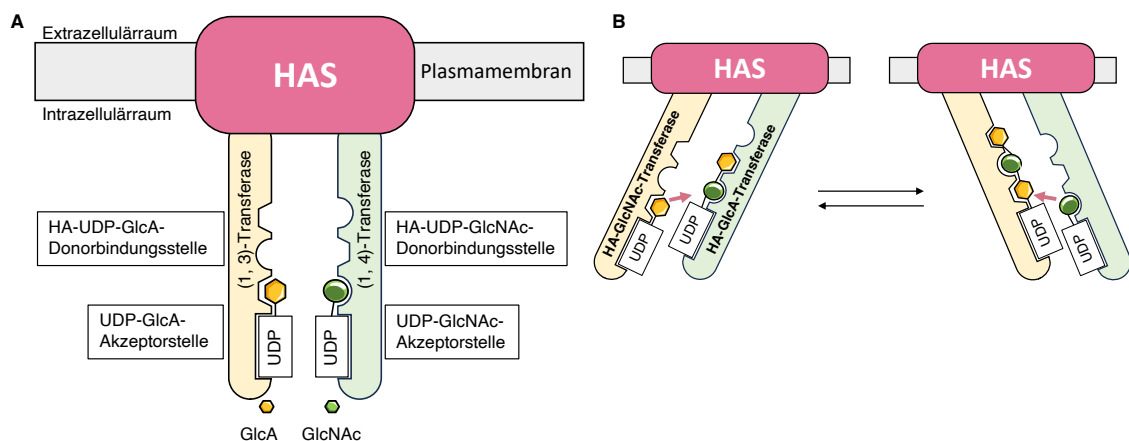 A
Extrazellulärraum
HAS
Plasmamembran
Intrazellulärraum
(1, 3)-Transferase
(1, 4)-Transferase
HA-UDP-GlcA-
Donorbindungsstelle
HA-UDP-GlcNAc-
Donorbindungsstelle
UDP-GlcA-
Akzeptorstelle
UDP
UDP
UDP-GlcNAc-
Akzeptorstelle
GlcA
GlcNAc
B
HAS
HA-GlcNAc-Transferase
HA-GlcA-Transferase
UDP
UDP
HAS
UDP
UDP